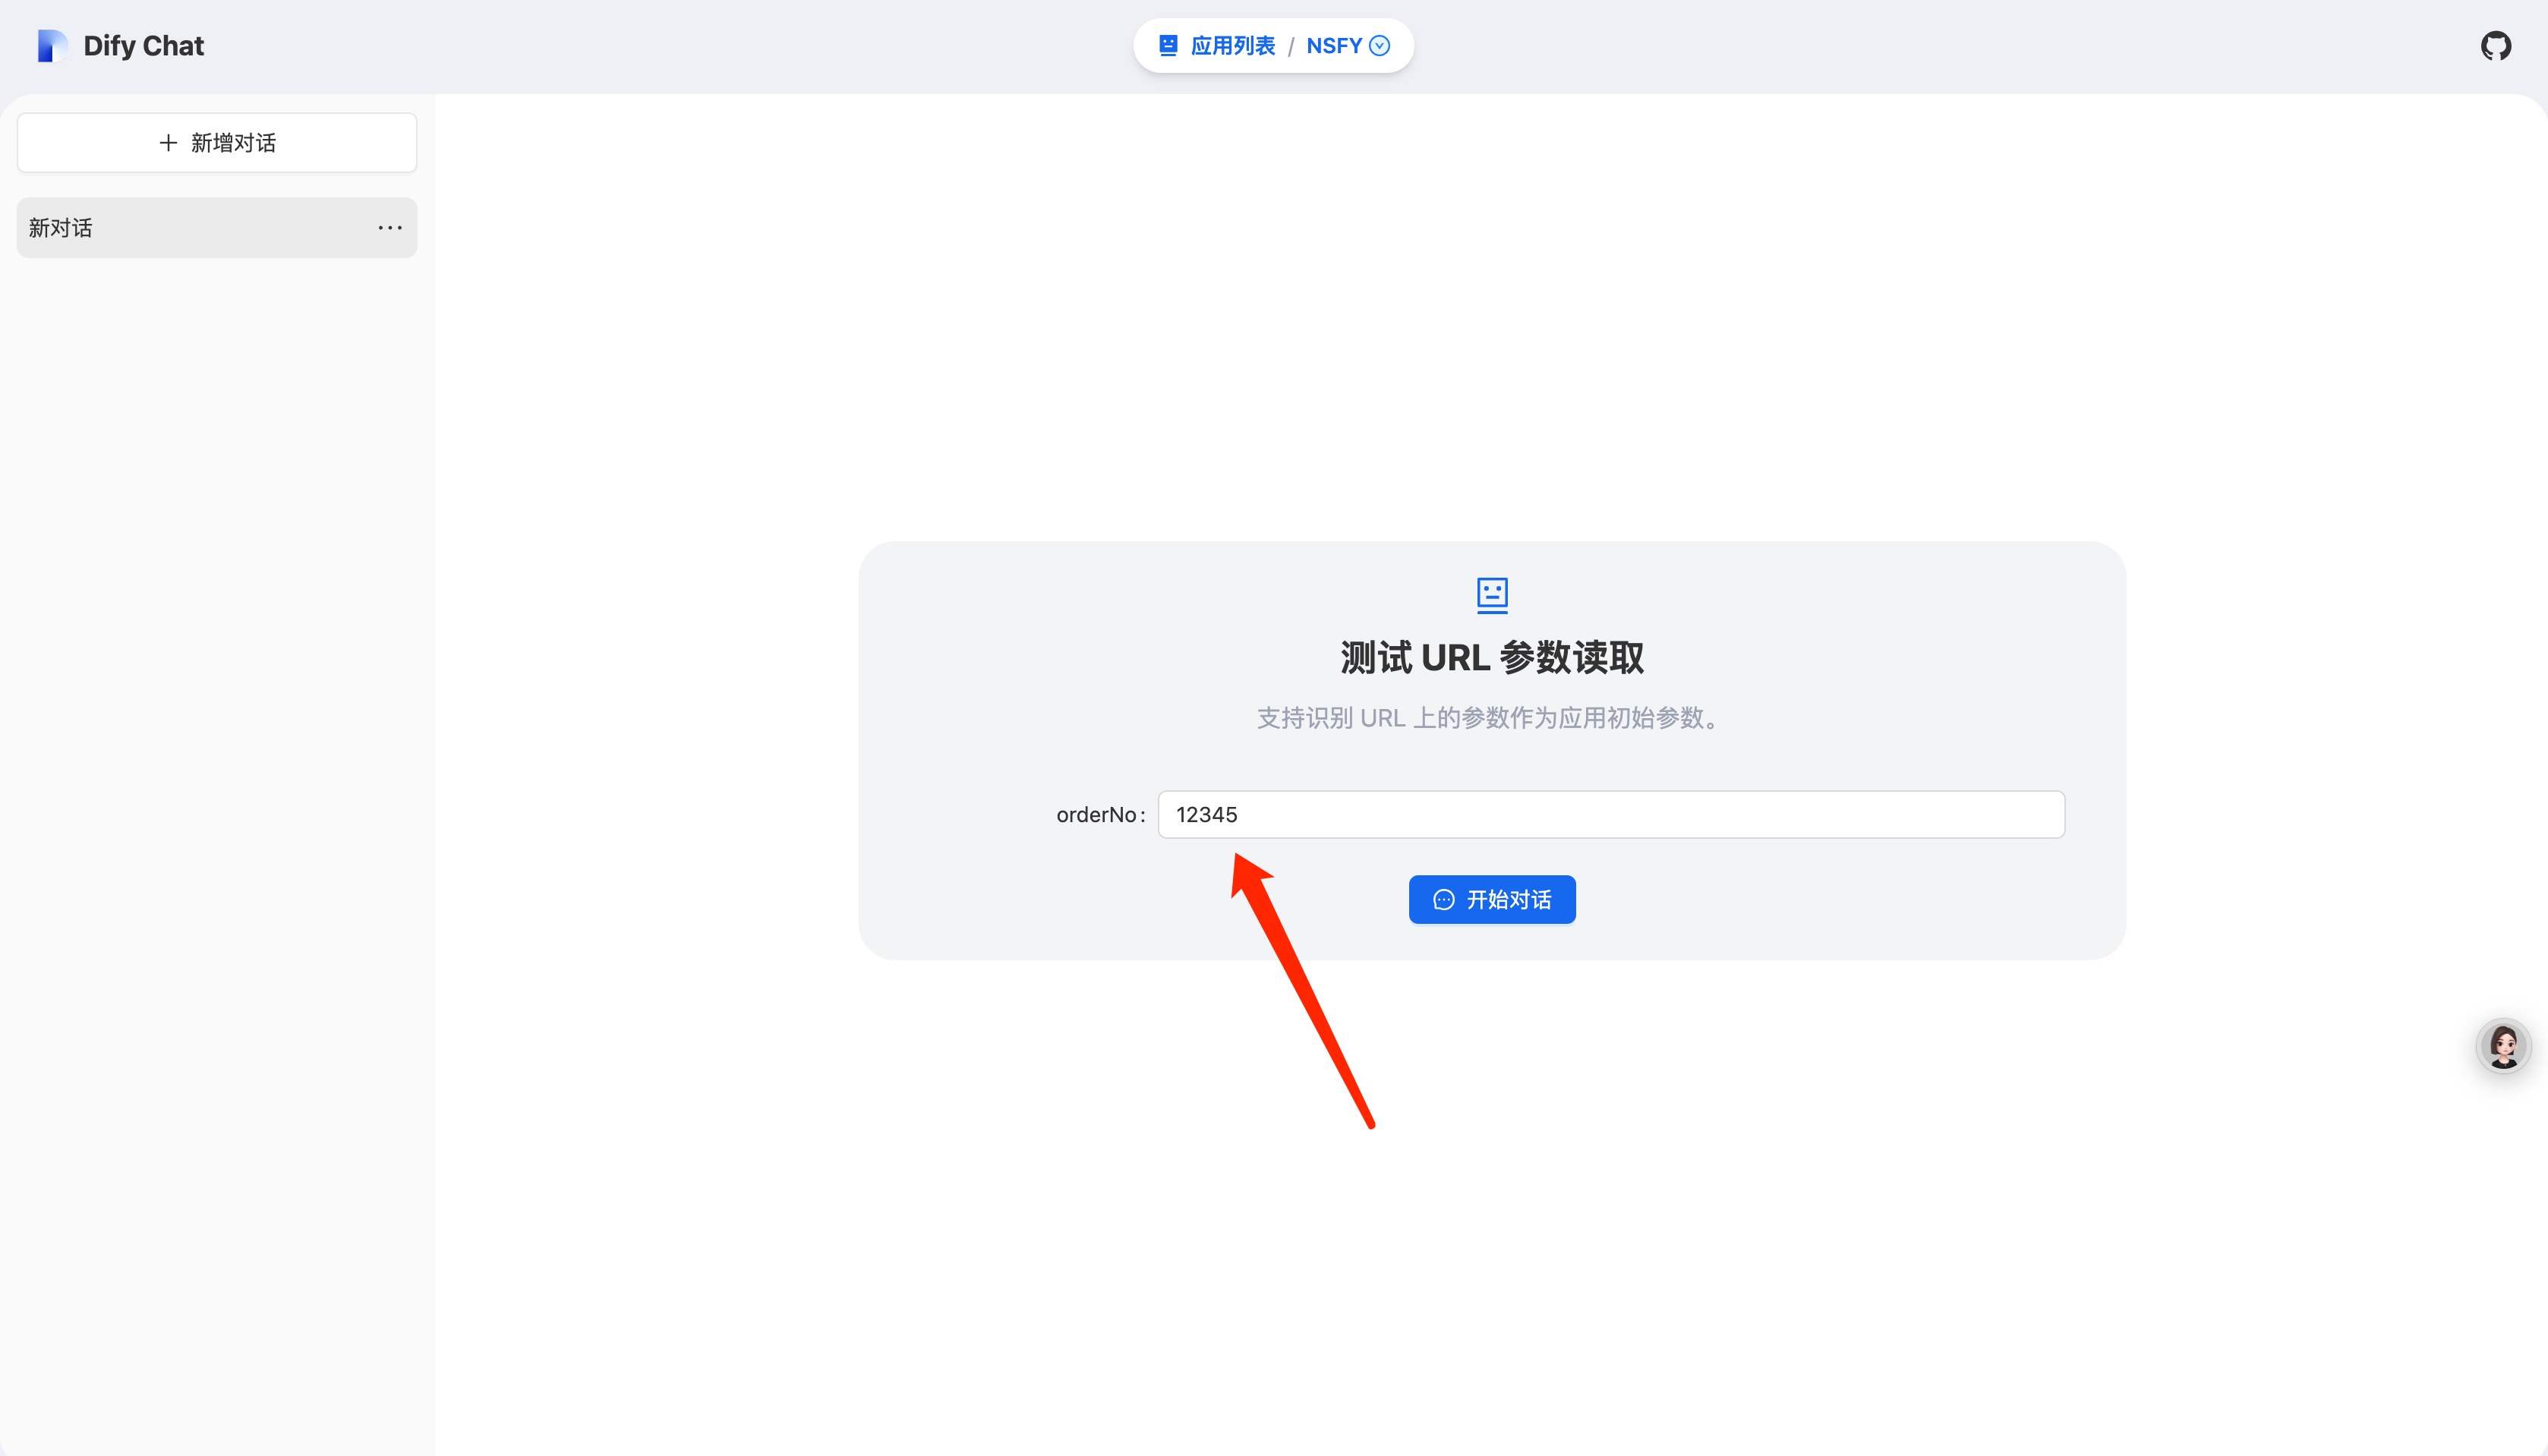 Dify Chat
应用列表 / NSFY
新增对话
新对话
测试 URL 参数读取
支持识别 URL 上的参数作为应用初始参数。
orderNo: 12345
开始对话